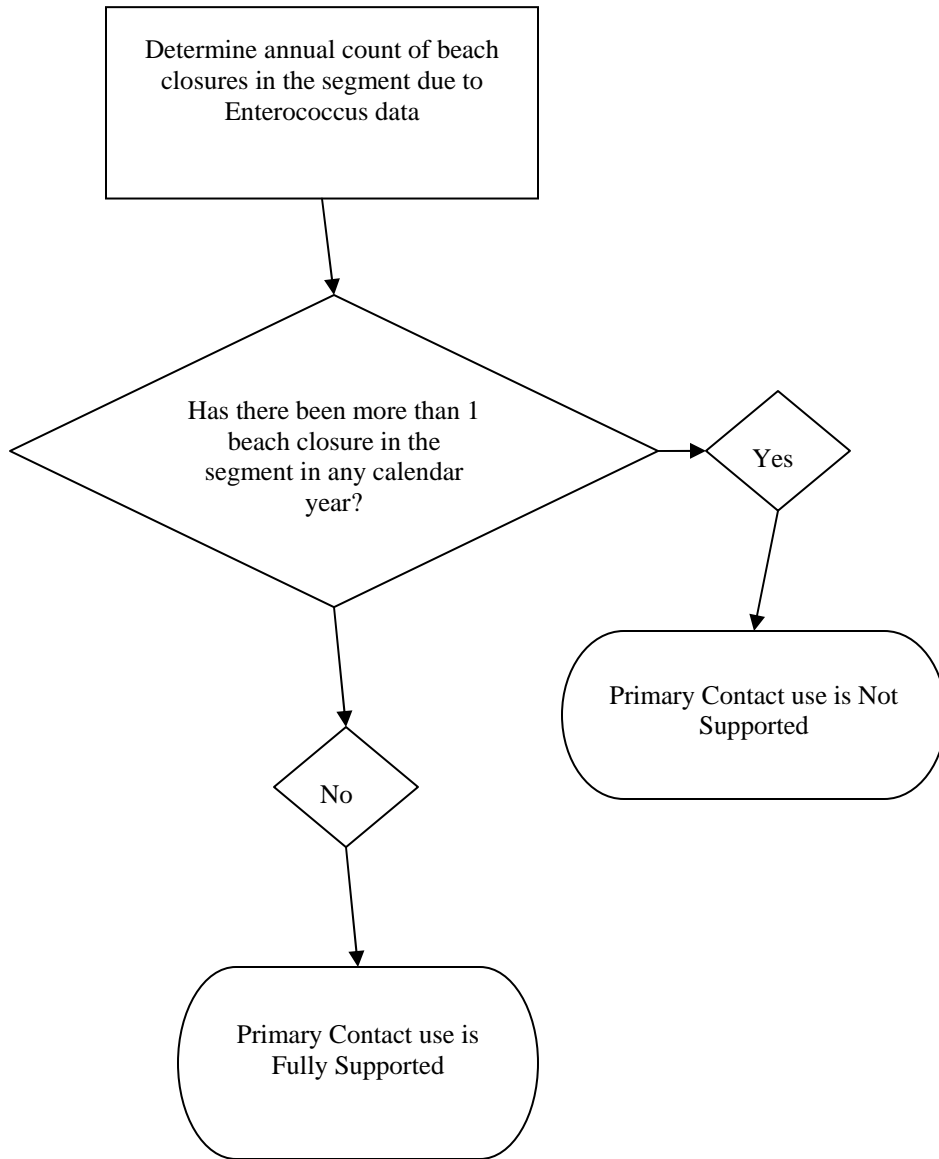 Determine annual count of beach
closures in the segment due to
Enterococcus data
Has there been more than 1
beach closure in the
segment in any calendar
year?
Yes
Primary Contact use is Not
Supported
No
Primary Contact use is
Fully Supported